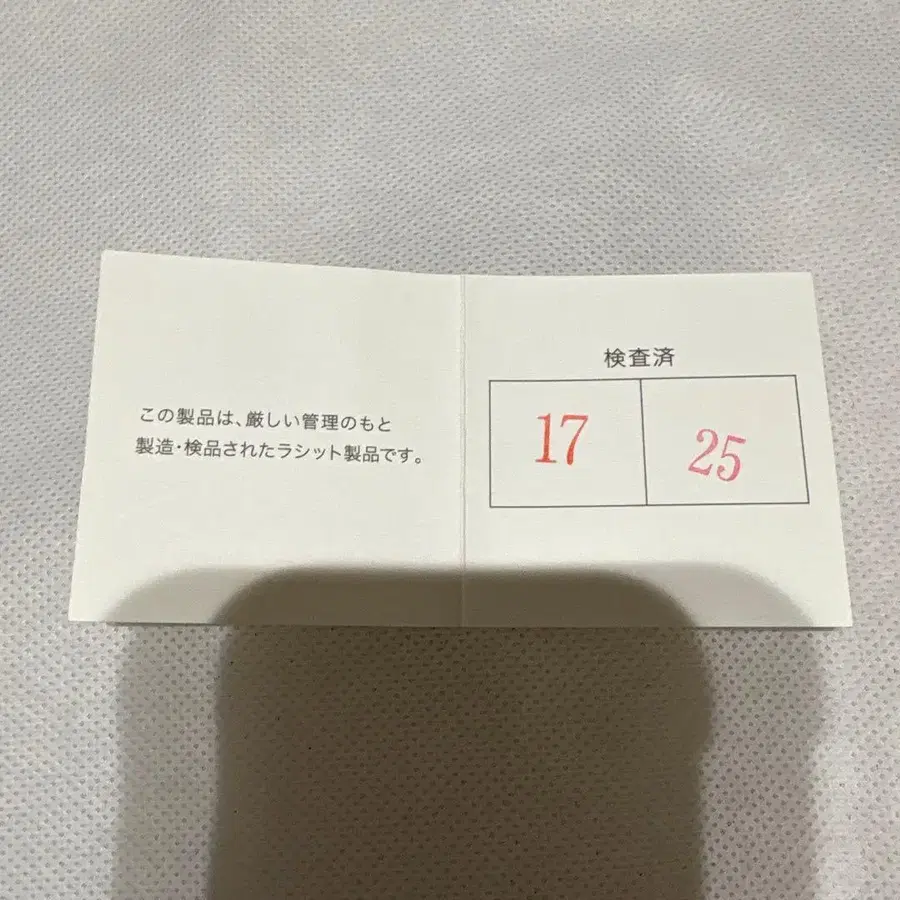 この製品は、厳しい管理のもと
製造・検品されたラシット製品です。
検査済
17 25